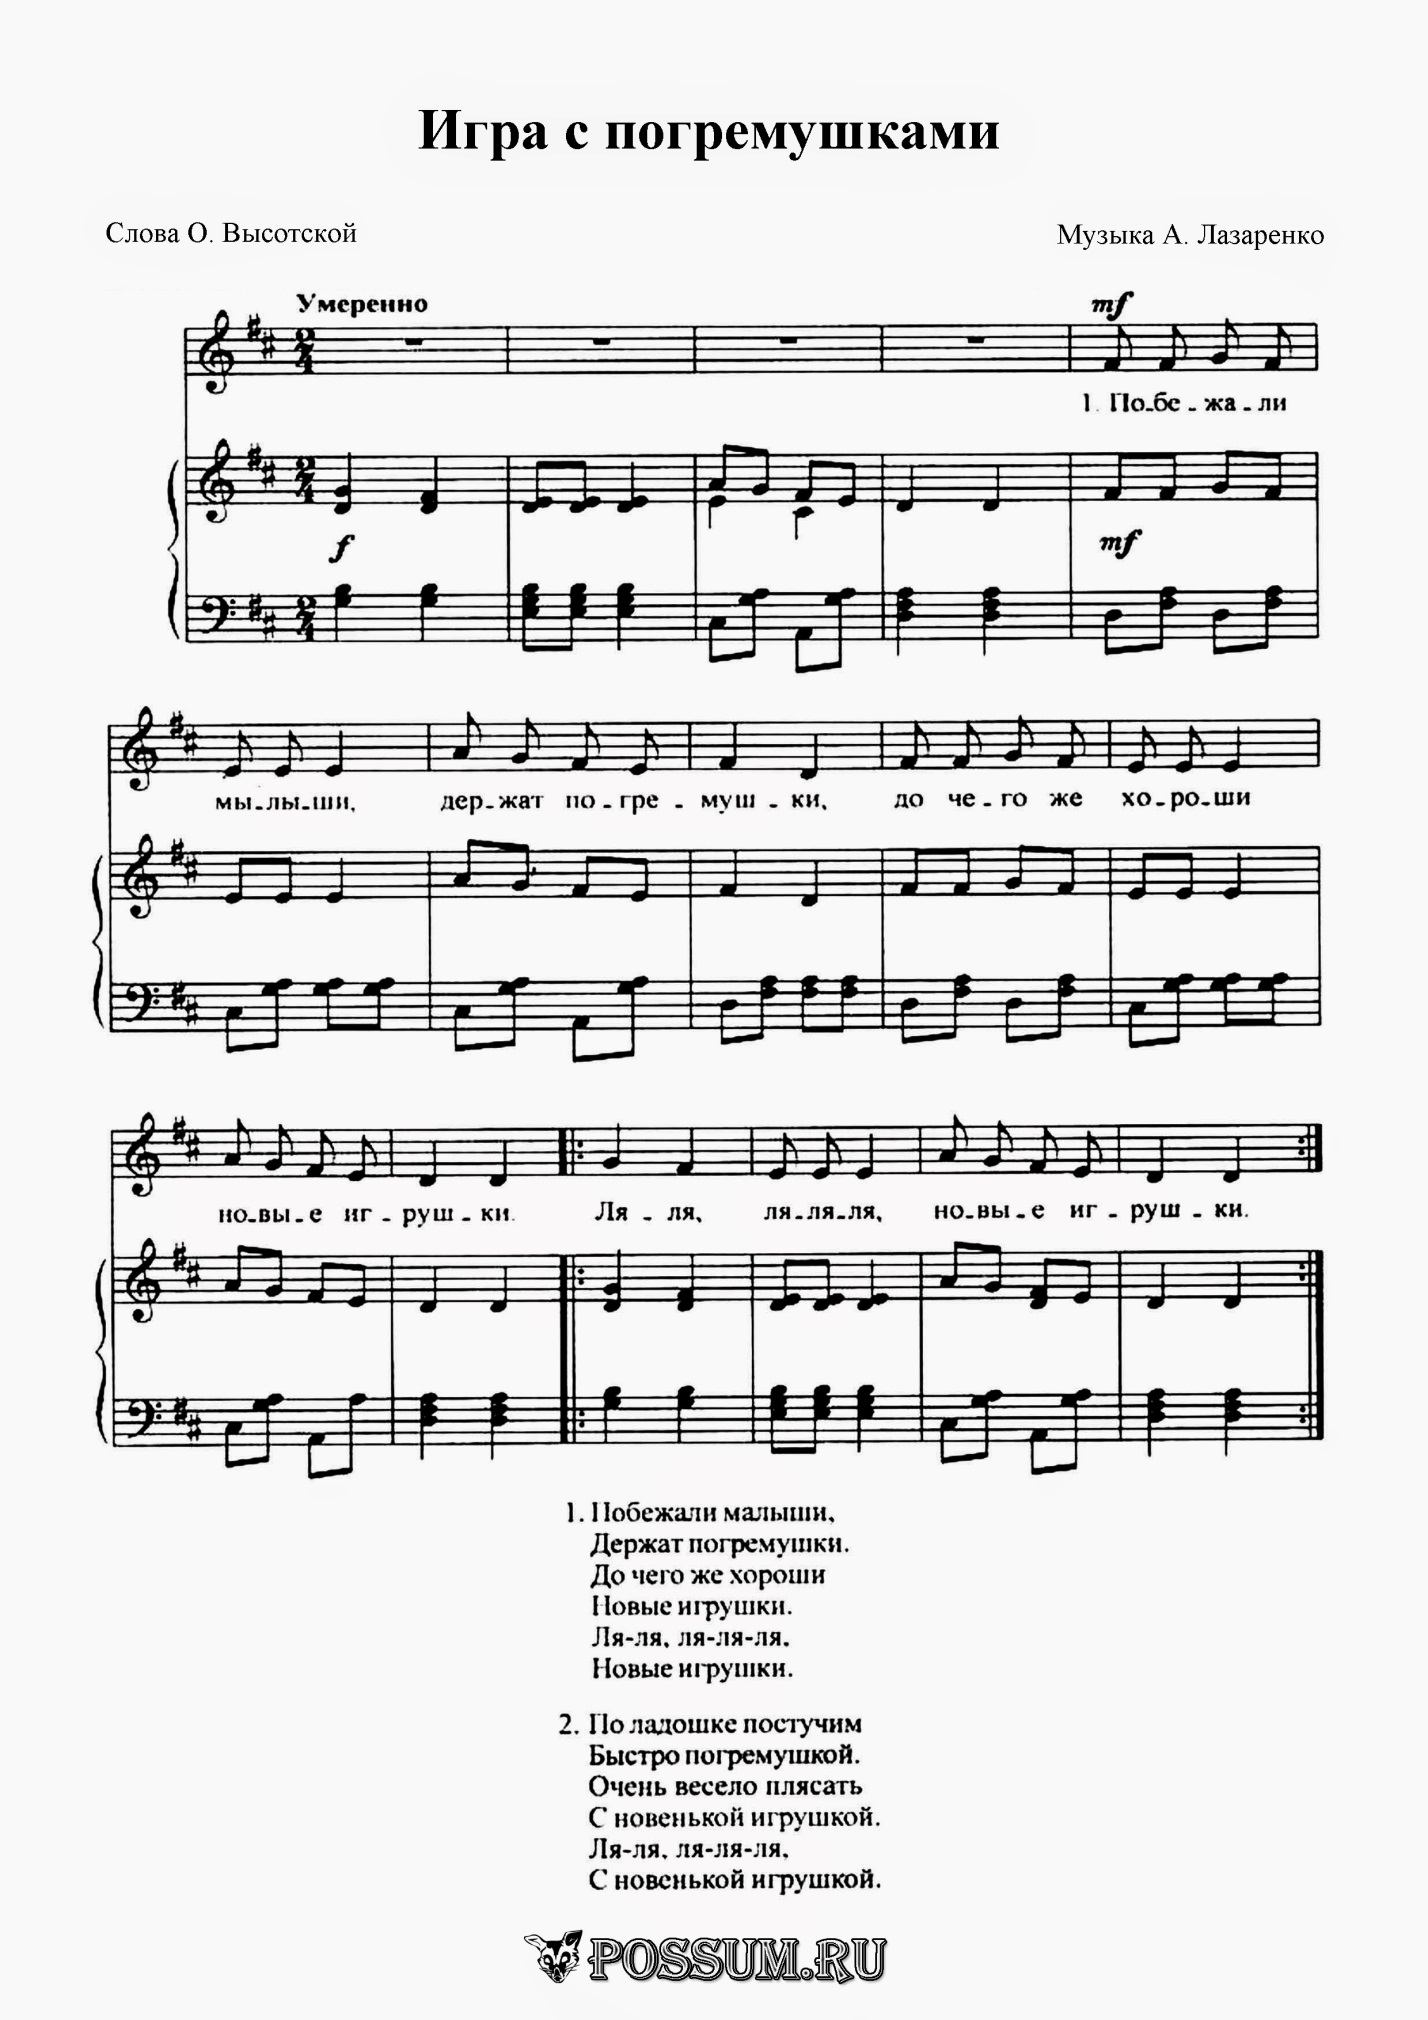 Игра с погремушками
Слова О. Высотской
Музыка А. Лазаренко
Умеренно
mf
1. По-бе-жа-ли
f
mf
мы-лы-ши, дер-жат по-гре-муш-ки, до че-го же хо-ро-ши
но-вы-е иг-руш-ки. Ля-ля, ля-ля-ля, но-вы-е иг-руш-ки.
1. Побежали малыши,
Держат погремушки.
До чего же хороши
Новые игрушки.
Ля-ля, ля-ля-ля,
Новые игрушки.
2. По ладошке постучим
Быстро погремушкой.
Очень весело плясать
С новенькой игрушкой.
Ля-ля, ля-ля-ля,
С новенькой игрушкой.
POSSUM.RU